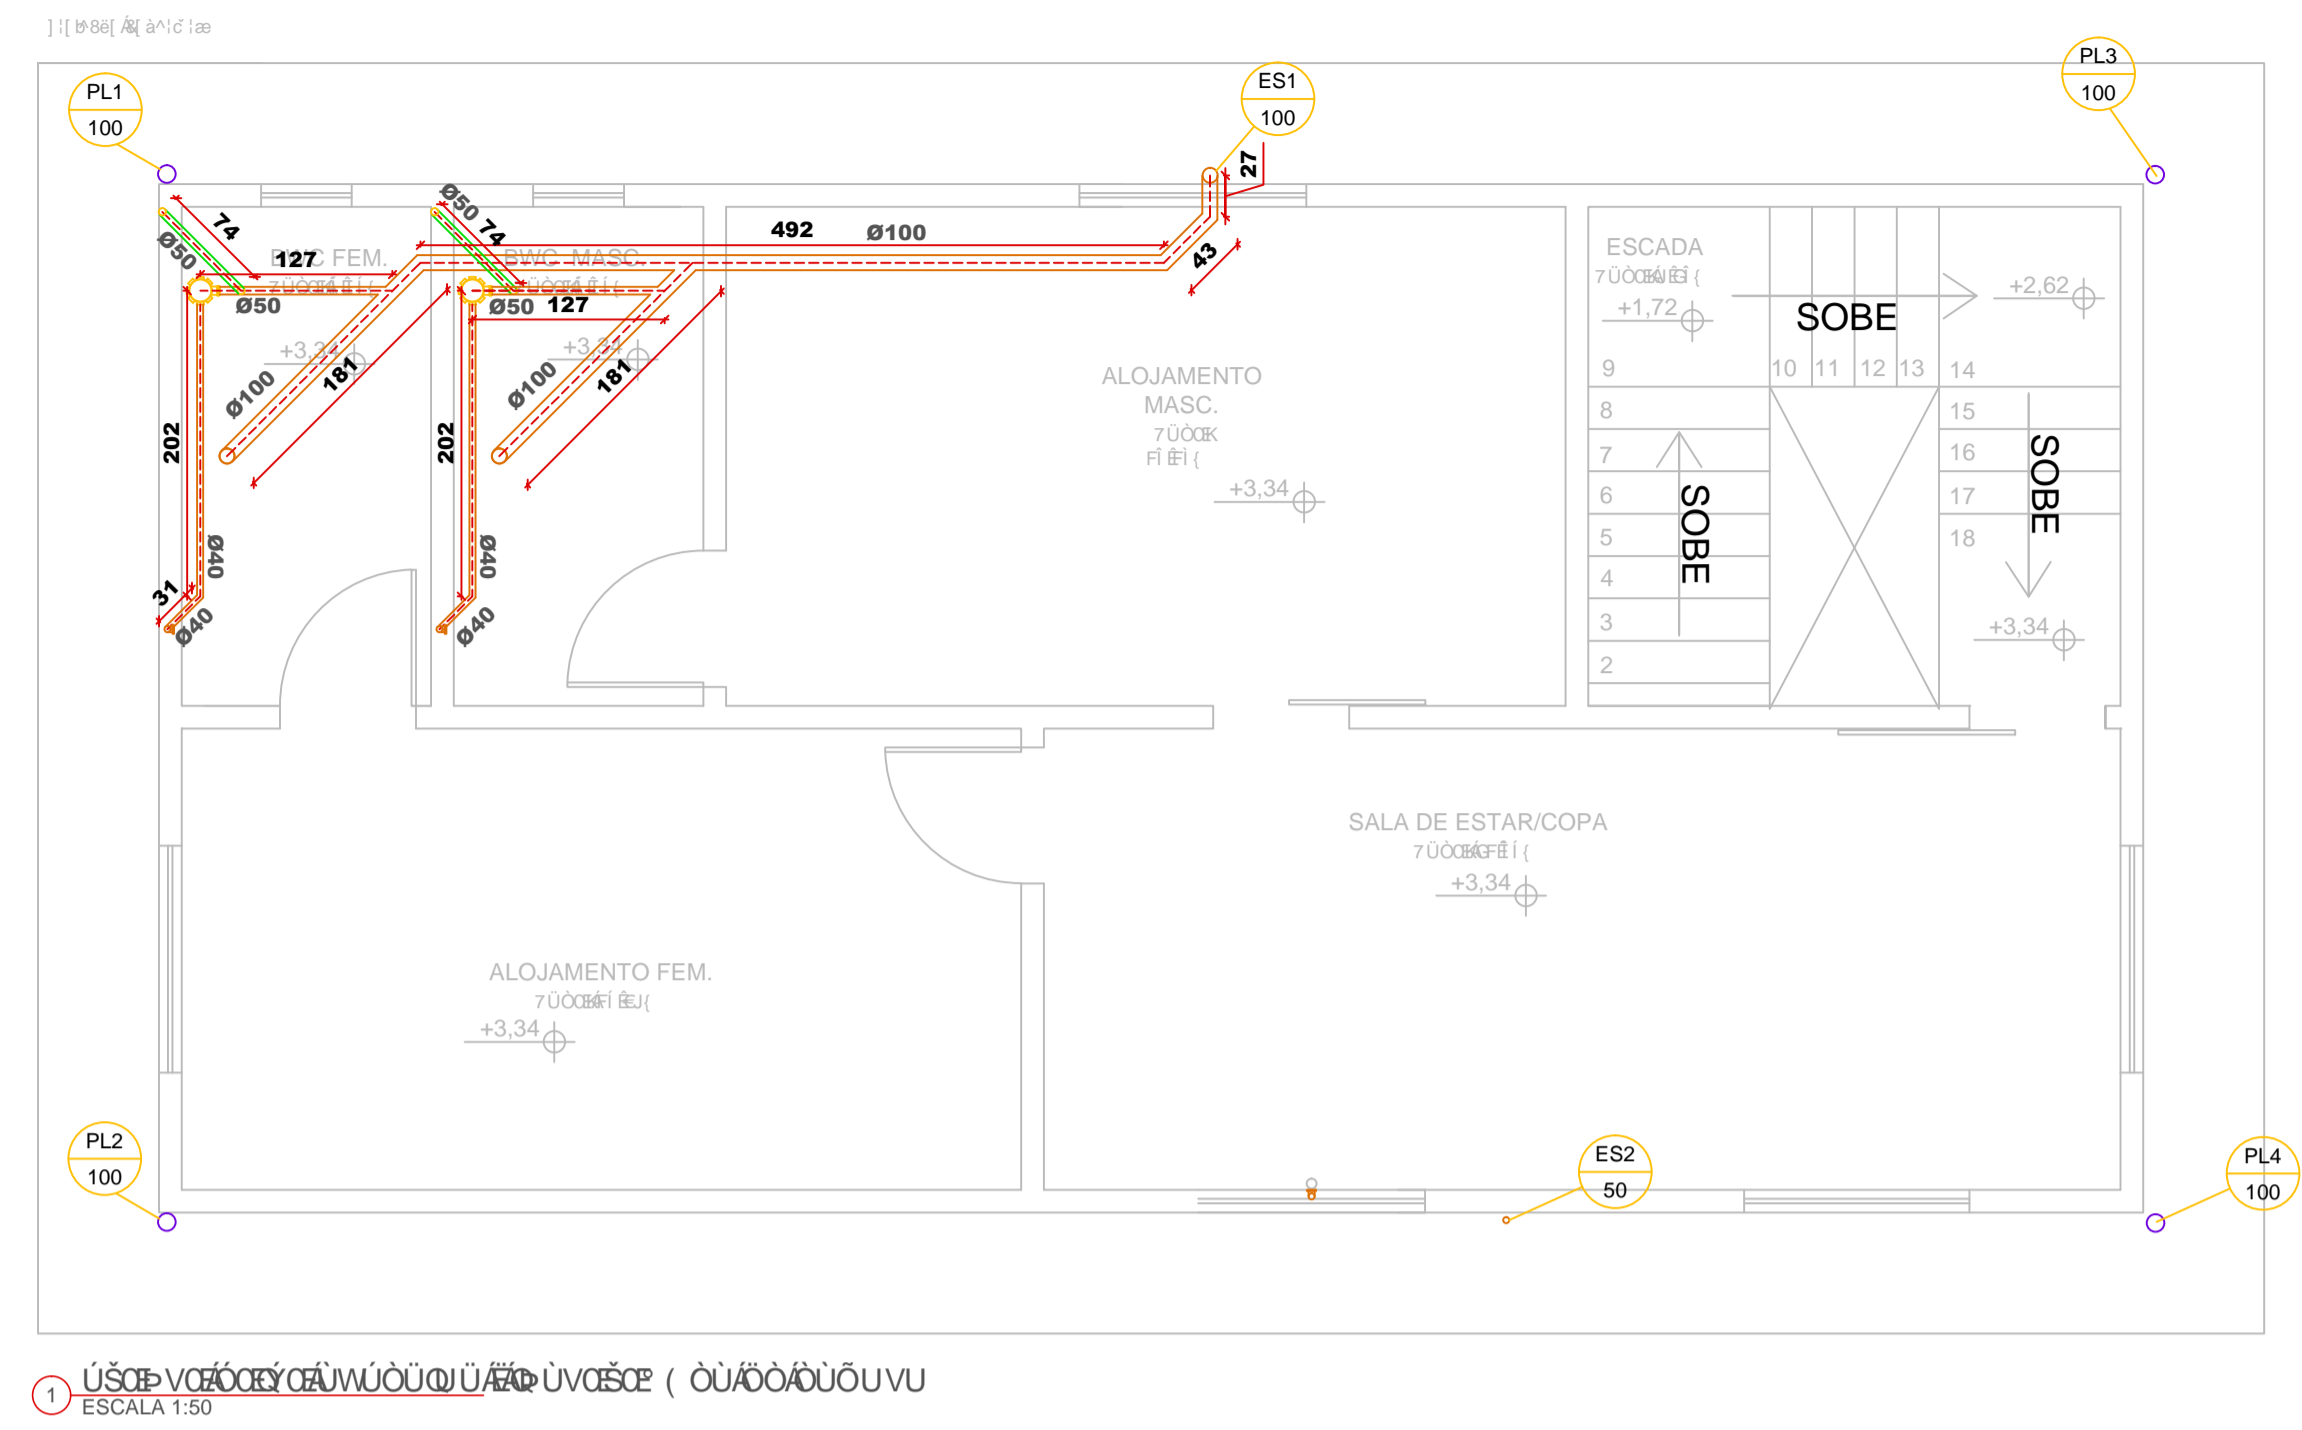 PL1
100
ES1
100
PL3
100
27
74
Ø50
Ø50
74
127
BWC FEM.
BWC MASC.
492
Ø100
43
Ø50
Ø50
127
+3,34
+3,34
181
181
Ø100
Ø100
202
202
Ø40
Ø40
31
Ø40
Ø40
ALOJAMENTO
MASC.
+3,34
ESCADA
+1,72
SOBE
+2,62
9
10
11
12
13
14
8
15
7
16
6
17
5
18
4
3
2
SOBE
SOBE
+3,34
SALA DE ESTAR/COPA
+3,34
ALOJAMENTO FEM.
+3,34
PL2
100
ES2
50
PL4
100
1
ESCALA 1:50